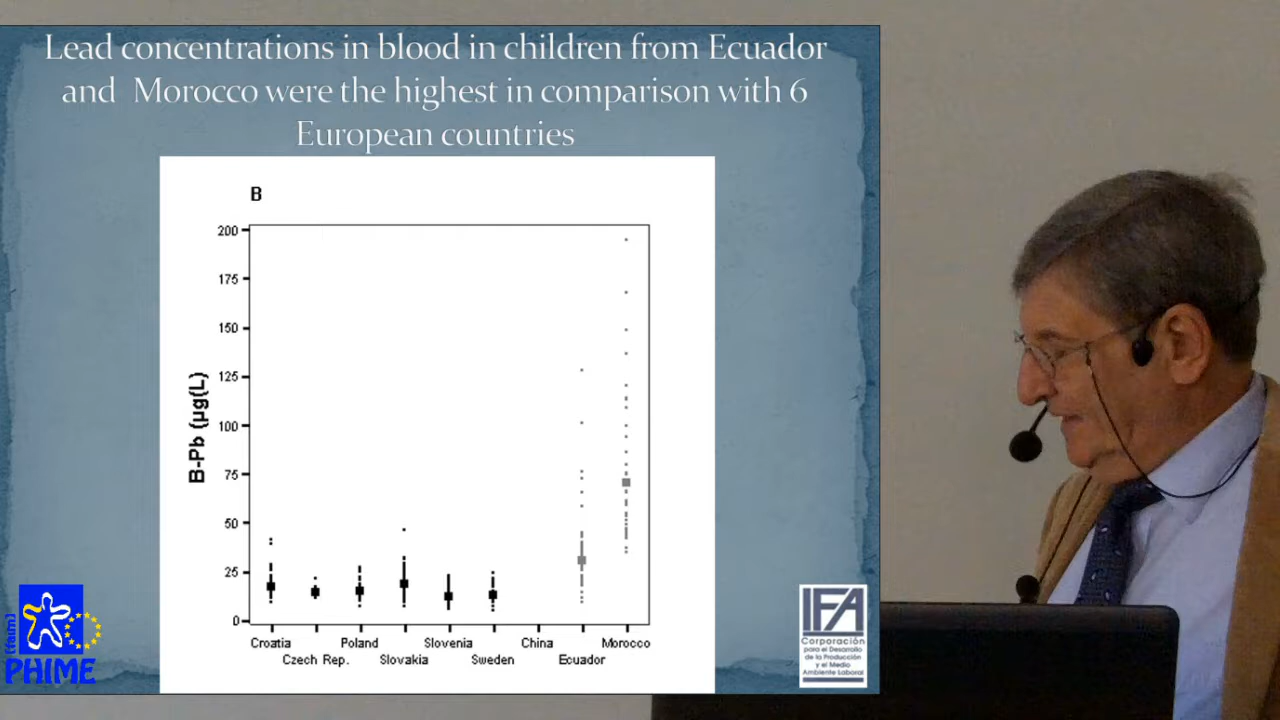 Lead concentrations in blood in children from Ecuador
and Morocco were the highest in comparison with 6
European countries
B
B-Pb (µg(L)
200
175
150
125
100
75
50
25
0
Croatia
Czech Rep.
Poland
Slovakia
Slovenia
Sweden
China
Ecuador
Morocco
(faim)
PHIME
IFA
Corporación
para el Desarrollo
de la Producción
y el Medio
Ambiente Laboral